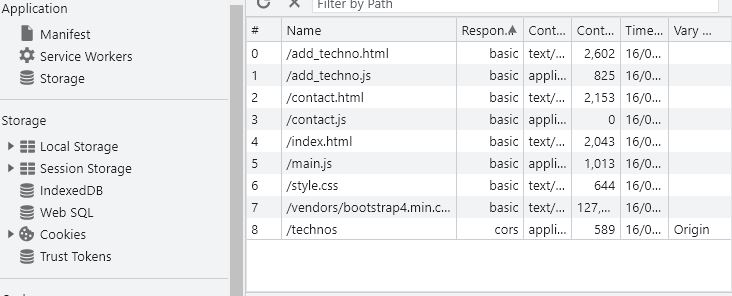 Application
Manifest
Service Workers
Storage
Storage
Local Storage
Session Storage
IndexedDB
Web SQL
Cookies
Trust Tokens
Filter by Path
# Name Respon... Cont... Cont... Time... Vary ...
0 /add_techno.html basic text/... 2,602 16/0...
1 /add_techno.js basic appli... 825 16/0...
2 /contact.html basic text/... 2,153 16/0...
3 /contact.js basic appli... 0 16/0...
4 /index.html basic text/... 2,043 16/0...
5 /main.js basic appli... 1,013 16/0...
6 /style.css basic text/... 644 16/0...
7 /vendors/bootstrap4.min.c... basic text/... 127,... 16/0...
8 /technos cors appli... 589 16/0... Origin